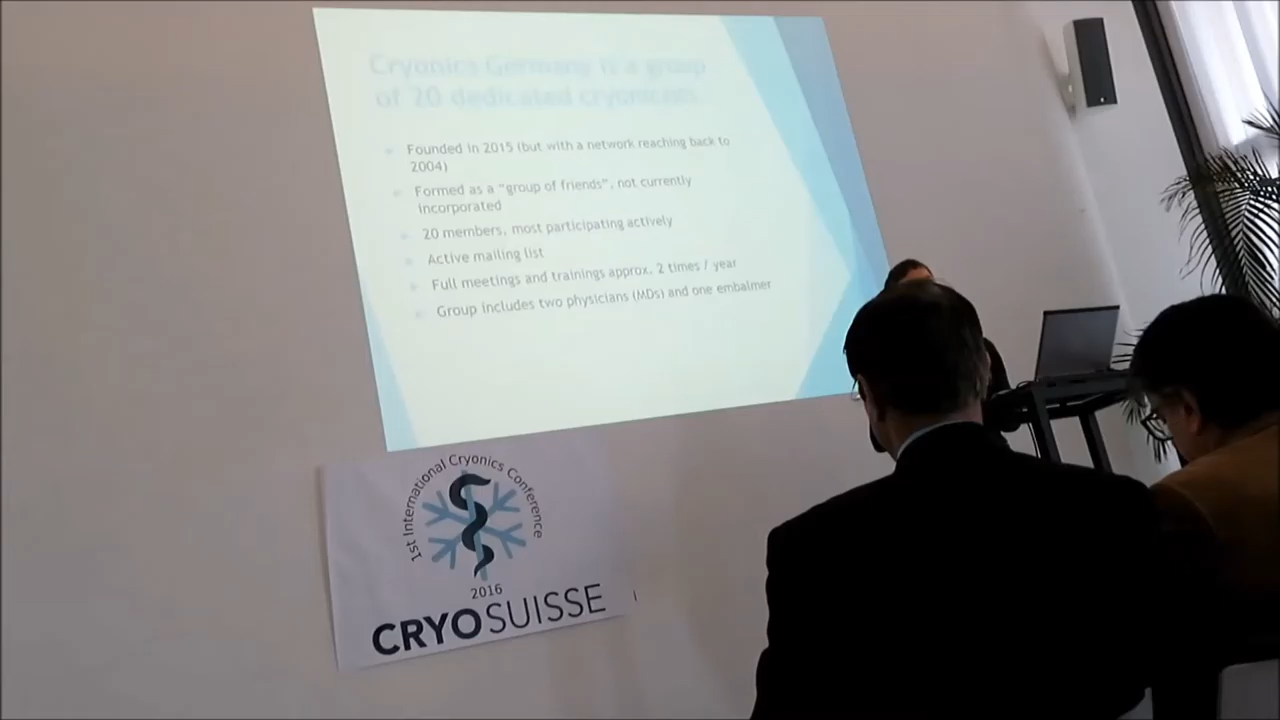 Cryonics Germany is a group
of 20 dedicated cryonicists
Founded in 2015 (but with a network reaching back to
2004)
Formed as a "group of friends", not currently
incorporated
20 members, most participating actively
Active mailing list
Full meetings and trainings approx. 2 times / year
Group includes two physicians (MDs) and one embalmer
1st International Cryonics Conference
2016
CRYOSUISSE